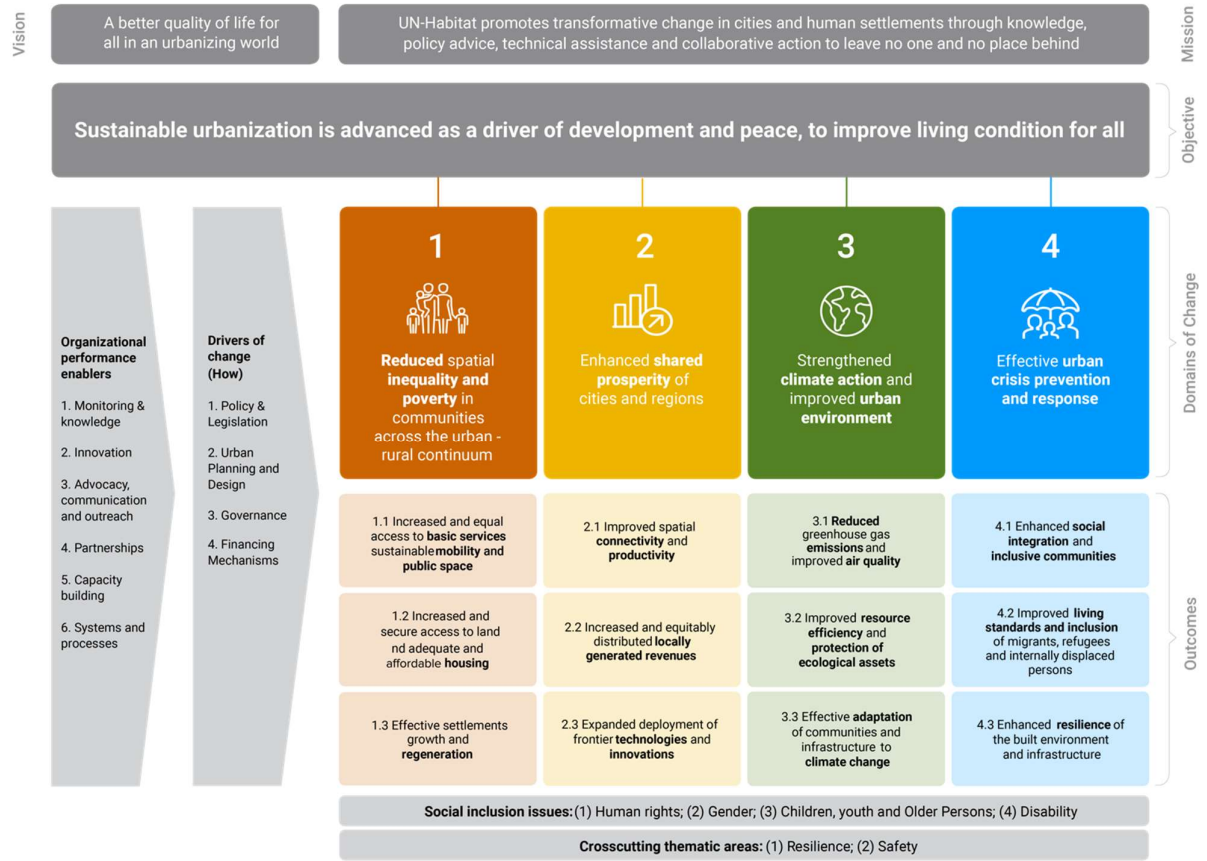 Vision
A better quality of life for
all in an urbanizing world
UN-Habitat promotes transformative change in cities and human settlements through knowledge,
policy advice, technical assistance and collaborative action to leave no one and no place behind
Mission
Sustainable urbanization is advanced as a driver of development and peace, to improve living condition for all
Objective
Organizational
performance
enablers
1. Monitoring &
knowledge
2. Innovation
3. Advocacy,
communication
and outreach
4. Partnerships
5. Capacity
building
6. Systems and
processes
Drivers of
change
(How)
1. Policy &
Legislation
2. Urban
Planning and
Design
3. Governance
4. Financing
Mechanisms
1
Reduced spatial
inequality and
poverty in
communities
across the urban -
rural continuum
2
Enhanced shared
prosperity of
cities and regions
3
Strengthened
climate action and
improved urban
environment
4
Effective urban
crisis prevention
and response
Domains of Change
1.1 Increased and equal
access to basic services
sustainable mobility and
public space
2.1 Improved spatial
connectivity and
productivity
3.1 Reduced
greenhouse gas
emissions and
improved air quality
4.1 Enhanced social
integration and
inclusive communities
1.2 Increased and
secure access to land
nd adequate and
affordable housing
2.2 Increased and equitably
distributed locally
generated revenues
3.2 Improved resource
efficiency and
protection of
ecological assets
4.2 Improved living
standards and inclusion
of migrants, refugees
and internally displaced
persons
1.3 Effective settlements
growth and
regeneration
2.3 Expanded deployment of
frontier technologies and
innovations
3.3 Effective adaptation
of communities and
infrastructure to
climate change
4.3 Enhanced resilience of
the built environment
and infrastructure
Outcomes
Social inclusion issues: (1) Human rights; (2) Gender; (3) Children, youth and Older Persons; (4) Disability
Crosscutting thematic areas: (1) Resilience; (2) Safety